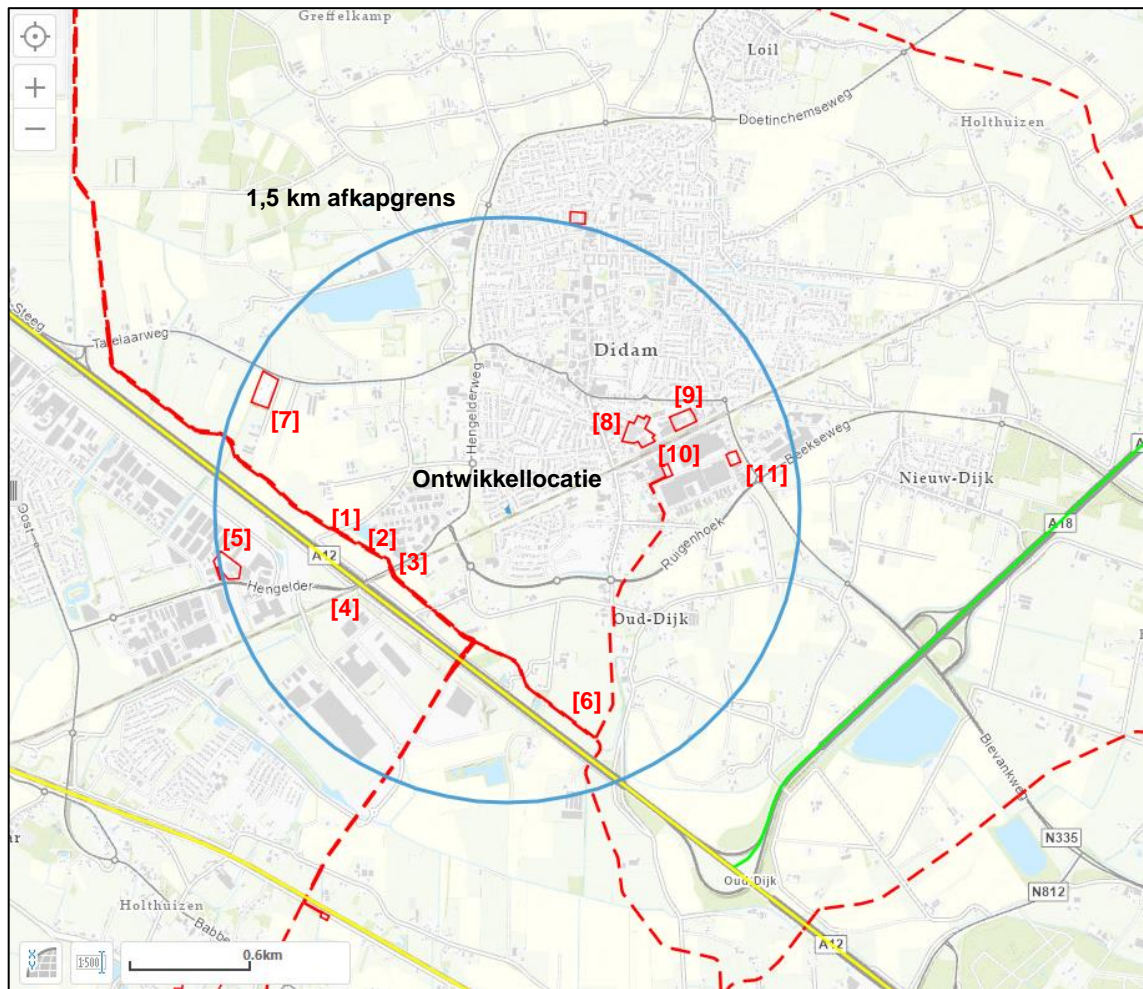 Greffelkamp
Loil
Doetinchemseweg
Holthuizen
1,5 km afkapgrens
Steeg
Tatelaarweg
Didam
Hengelderweg
[7]
[8]
[9]
[10]
[11]
Beekseweg
Ontwikkellocatie
Nieuw-Dijk
A18
[1]
[2]
[3]
Ruigenhoek
Oost
[5]
A12
Hengelder
[4]
Oud-Dijk
[6]
Bievankweg
N335
Oud-Dijk
N812
Holthuizen
A12
0.6km
X
Y
1:500